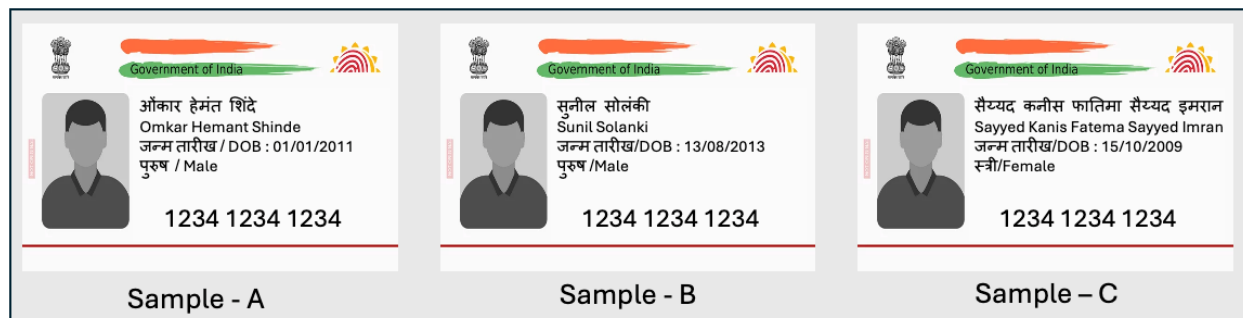 Government of India
ओंकार हेमंत शिंदे
Omkar Hemant Shinde
जन्म तारीख / DOB : 01/01/2011
पुरुष / Male
1234 1234 1234
Sample - A
Government of India
सुनील सोलंकी
Sunil Solanki
जन्म तारीख/DOB : 13/08/2013
पुरुष /Male
1234 1234 1234
Sample - B
Government of India
सैय्यद कनीस फातिमा सैय्यद इमरान
Sayyed Kanis Fatema Sayyed Imran
जन्म तारीख/DOB : 15/10/2009
स्त्री/Female
1234 1234 1234
Sample – C